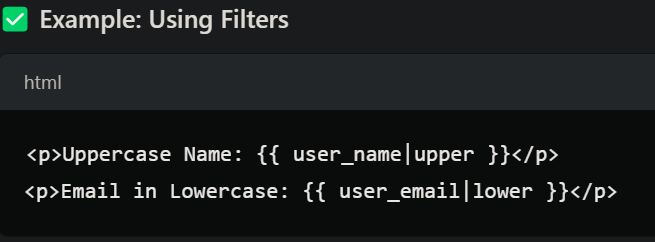 ✅ Example: Using Filters
html
<p>Uppercase Name: {{ user_name|upper }}</p>
<p>Email in Lowercase: {{ user_email|lower }}</p>